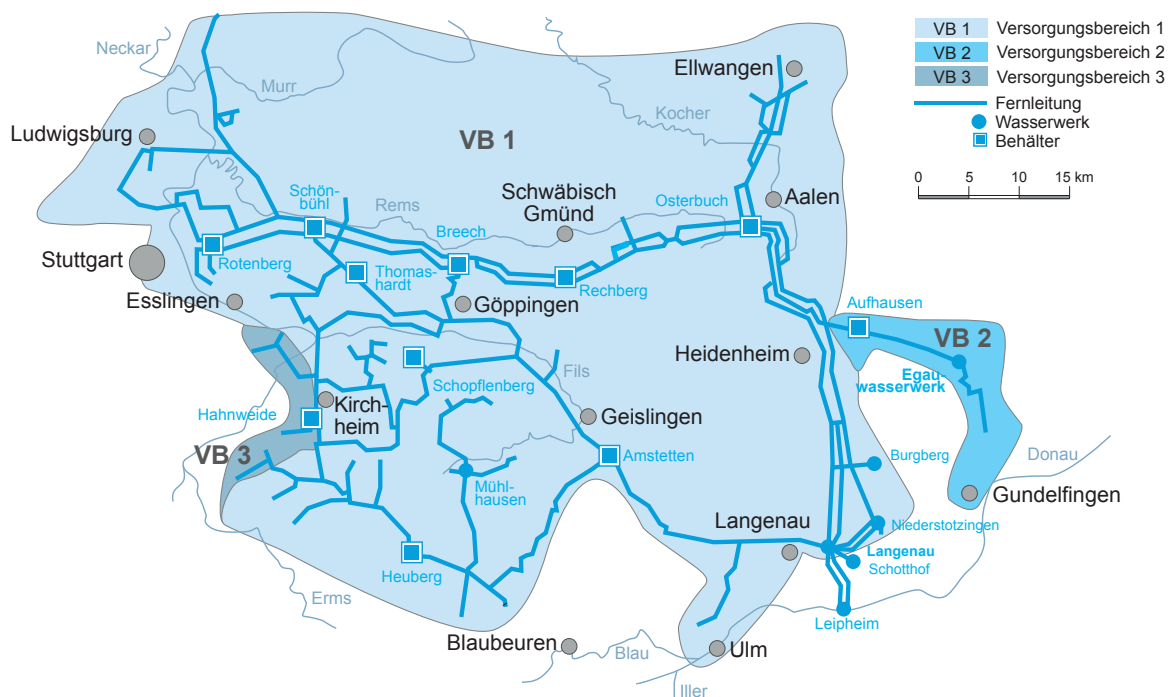 VB 1 Versorgungsbereich 1
VB 2 Versorgungsbereich 2
VB 3 Versorgungsbereich 3
Fernleitung
Wasserwerk
Behälter
0 5 10 15 km
Neckar
Murr
Ludwigsburg
VB 1
Kocher
Ellwangen
Schön-
bühl
Rems
Schwäbisch
Gmünd
Osterbuch
Aalen
Breech
Stuttgart
Rotenberg
Thomas-
hardt
Rechberg
Esslingen
Göppingen
Aufhausen
VB 2
Heidenheim
Egau-
wasserwerk
Fils
Schopflenberg
Hahnweide
Kirch-
heim
Geislingen
VB 3
Amstetten
Burgberg
Donau
Mühl-
hausen
Gundelfingen
Langenau
Niederstotzingen
Langenau
Schotthof
Heuberg
Erms
Leipheim
Blaubeuren
Blau
Ulm
Iller